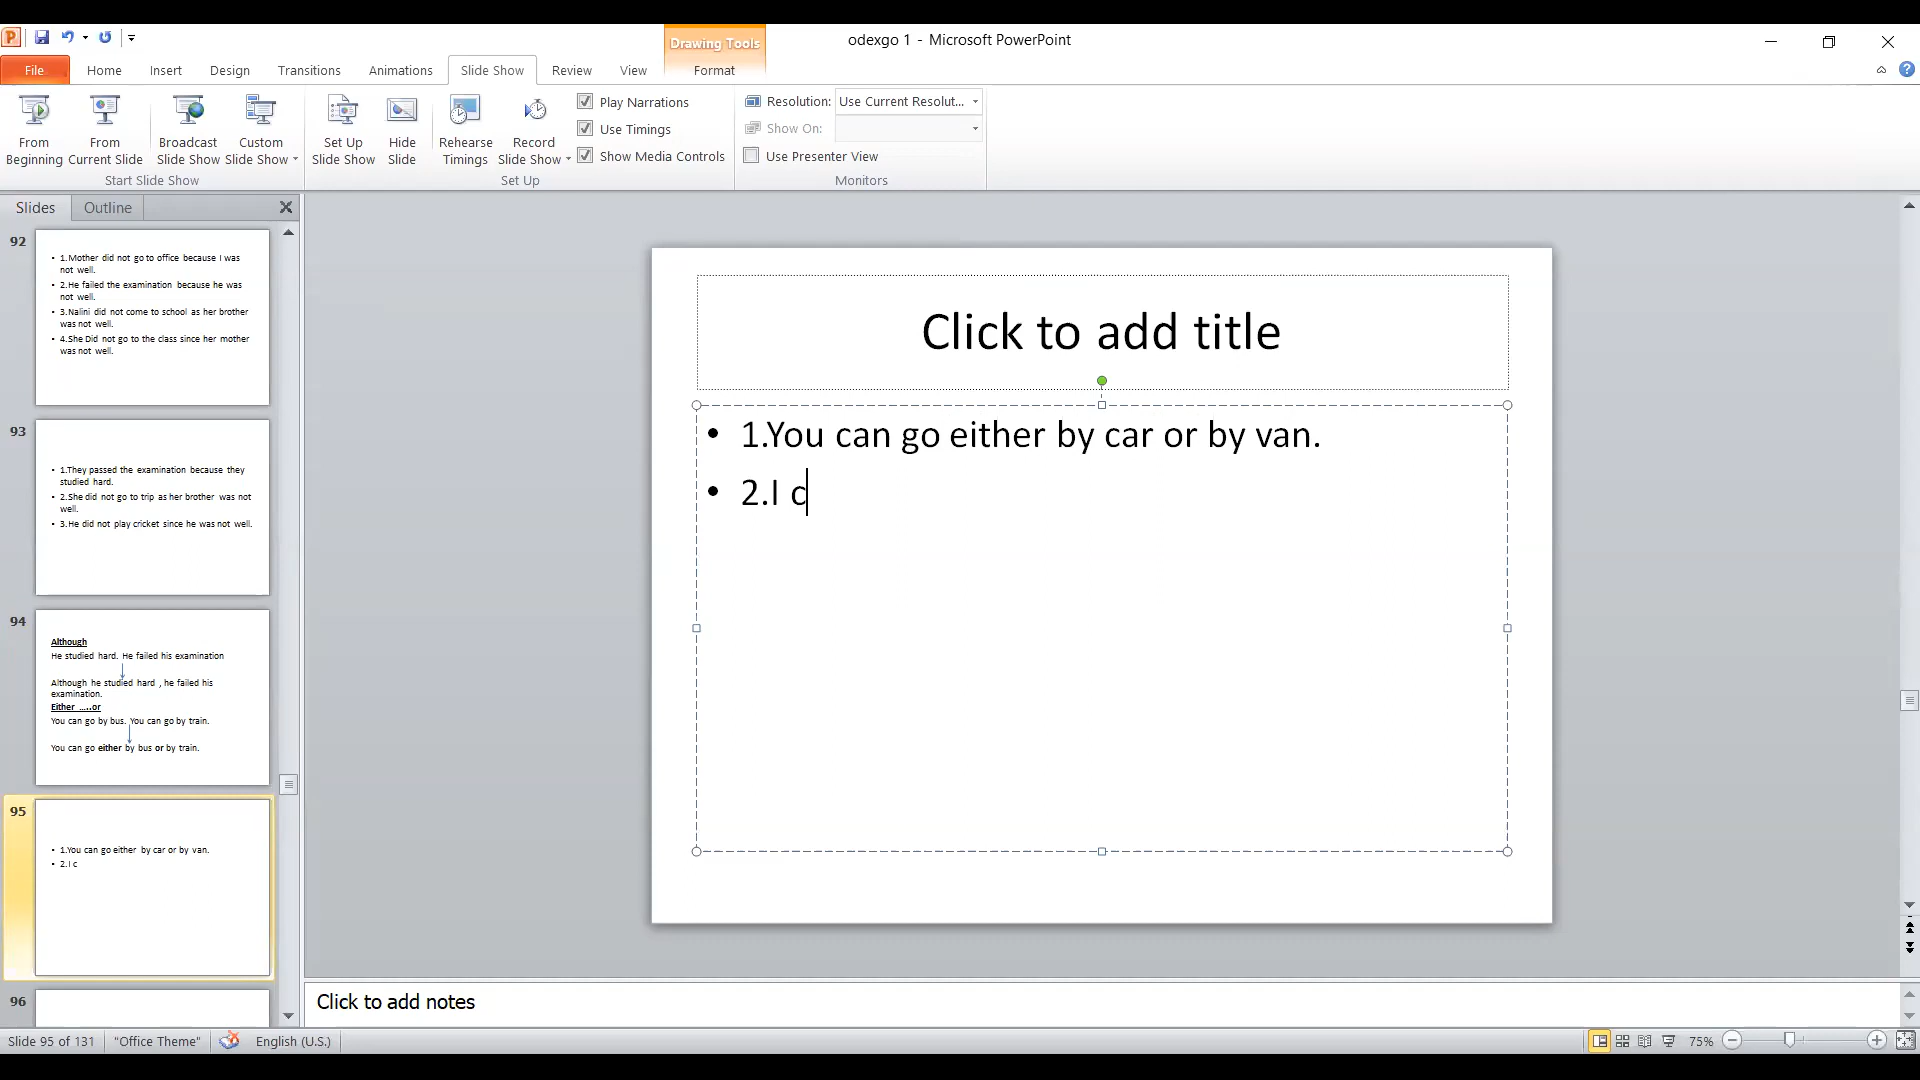 odexgo 1 - Microsoft PowerPoint
Drawing Tools
File Home Insert Design Transitions Animations Slide Show Review View Format
From Beginning
From Current Slide
Broadcast Slide Show
Custom Slide Show
Start Slide Show
Set Up Slide Show
Hide Slide
Rehearse Timings
Record Slide Show
Play Narrations
Use Timings
Show Media Controls
Set Up
Resolution: Use Current Resolut...
Show On:
Use Presenter View
Monitors
Slides Outline
92
• 1.Mother did not go to office because I was
not well.
• 2.He failed the examination because he was
not well.
• 3.Nalini did not come to school as her brother
was not well.
• 4.She Did not go to the class since her mother
was not well.
93
• 1.They passed the examination because they
studied hard.
• 2.She did not go to trip as her brother was not
well.
• 3.He did not play cricket since he was not well.
94
Although
He studied hard. He failed his examination
Although he studied hard , he failed his
examination.
Either .....or
You can go by bus. You can go by train.
You can go either by bus or by train.
95
• 1.You can go either by car or by van.
• 2.I c
96
Click to add title
• 1.You can go either by car or by van.
• 2.I c
Click to add notes
Slide 95 of 131 "Office Theme" English (U.S.) 75%